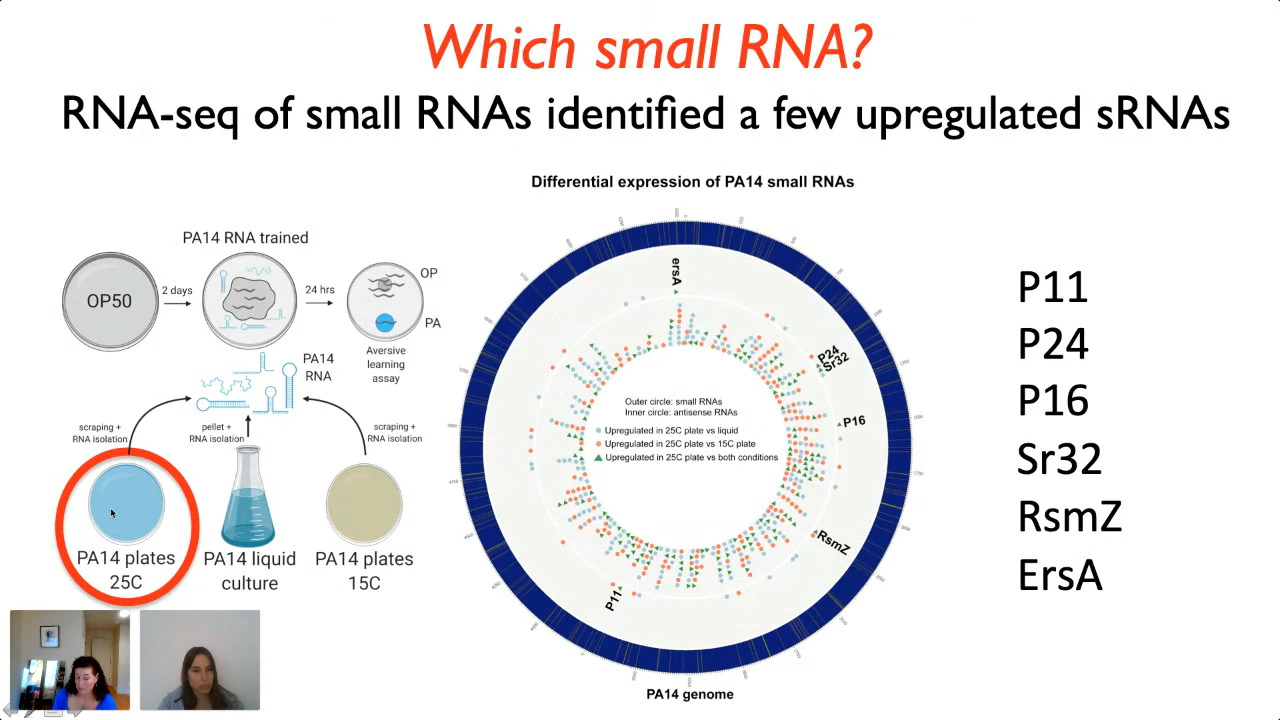 Which small RNA?
RNA-seq of small RNAs identified a few upregulated sRNAs
PA14 RNA trained
OP50
2 days
24 hrs
OP
PA
Aversive
learning
assay
PA14
RNA
scraping +
RNA isolation
pellet +
RNA isolation
scraping +
RNA isolation
PA14 plates
25C
PA14 liquid
culture
PA14 plates
15C
Differential expression of PA14 small RNAs
ersA
P24
Sr32
P16
RsmZ
P11
Outer circle: small RNAs
Inner circle: antisense RNAs
Upregulated in 25C plate vs liquid
Upregulated in 25C plate vs 15C plate
Upregulated in 25C plate vs both conditions
PA14 genome
P11
P24
P16
Sr32
RsmZ
ErsA